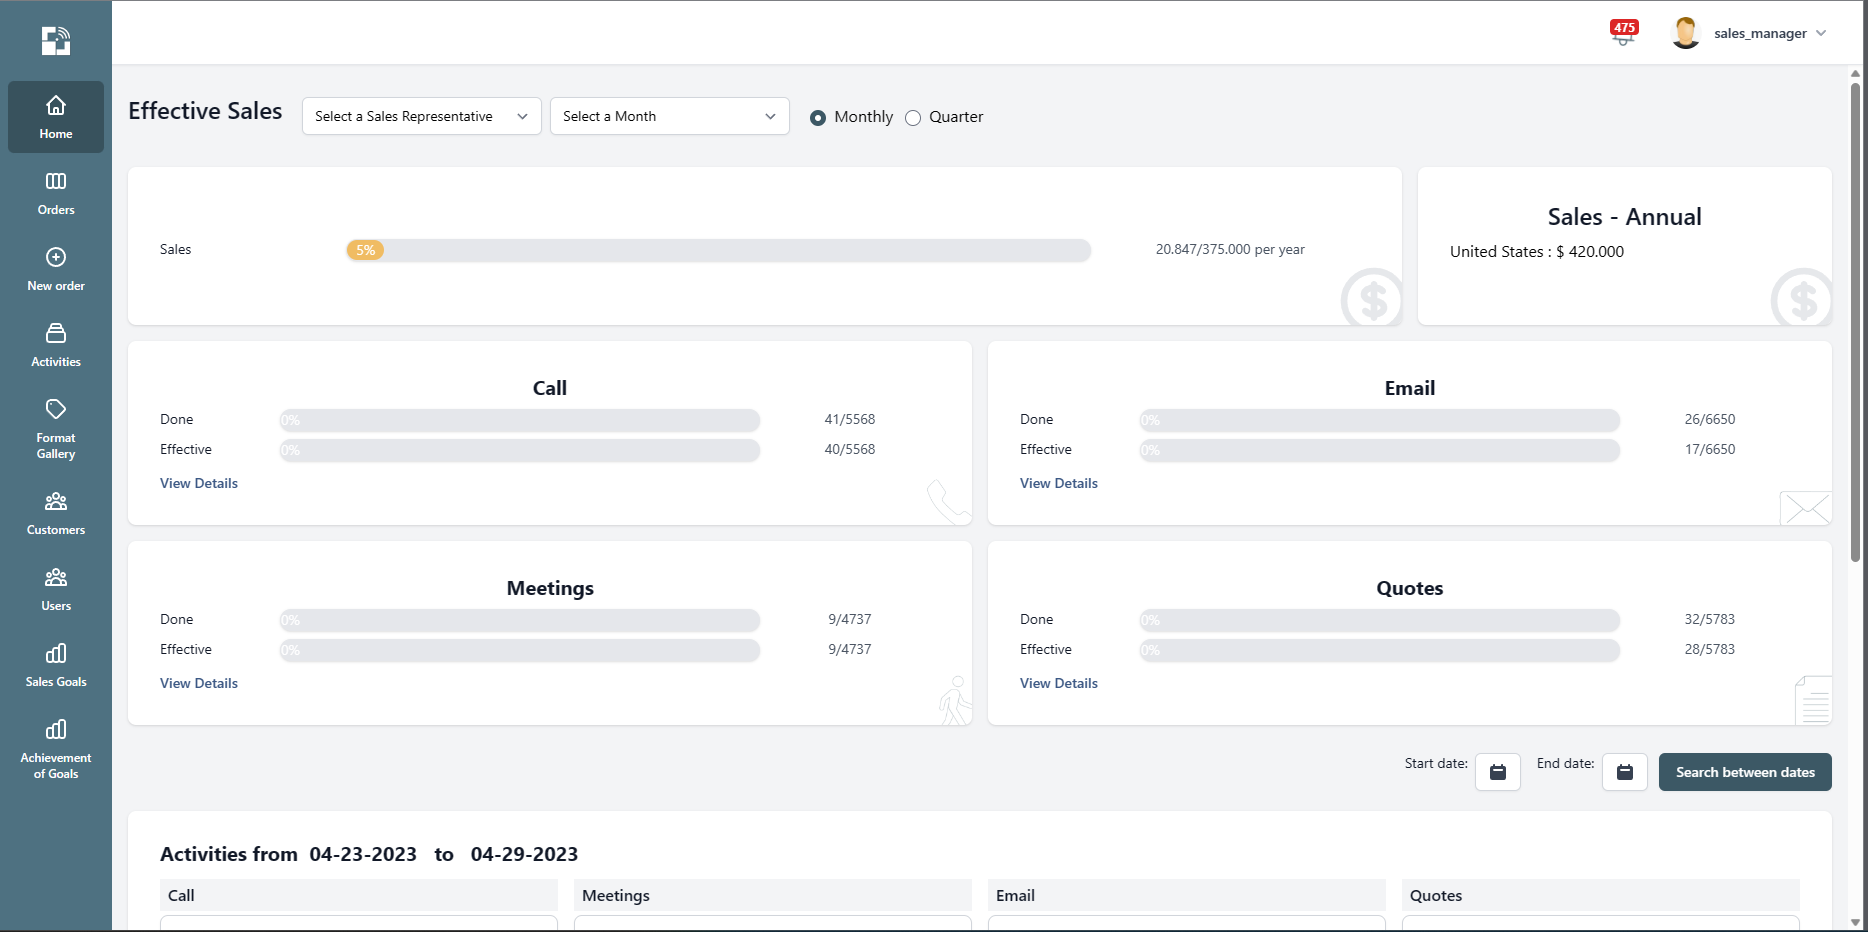 475
sales_manager
Home
Orders
New order
Activities
Format
Gallery
Customers
Users
Sales Goals
Achievement
of Goals
Effective Sales
Select a Sales Representative
Select a Month
Monthly
Quarter
Sales
5%
20.847/375.000 per year
Sales - Annual
United States : $ 420.000
Call
Done
0%
41/5568
Effective
0%
40/5568
View Details
Email
Done
0%
26/6650
Effective
0%
17/6650
View Details
Meetings
Done
0%
9/4737
Effective
0%
9/4737
View Details
Quotes
Done
0%
32/5783
Effective
0%
28/5783
View Details
Start date:
End date:
Search between dates
Activities from 04-23-2023 to 04-29-2023
Call
Meetings
Email
Quotes